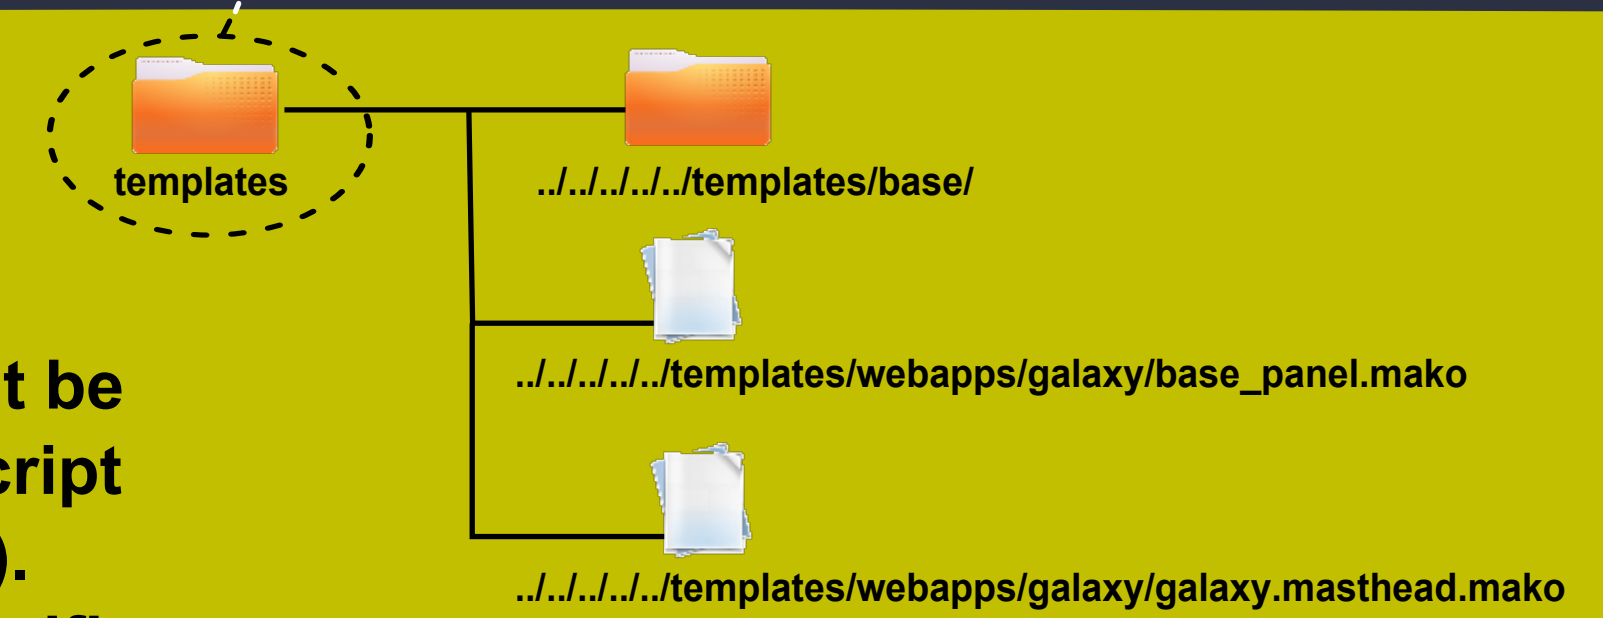 templates
../../../../../templates/base/
../../../../../templates/webapps/galaxy/base_panel.mako
t be
cript
).
../../../../../templates/webapps/galaxy/galaxy.masthead.mako